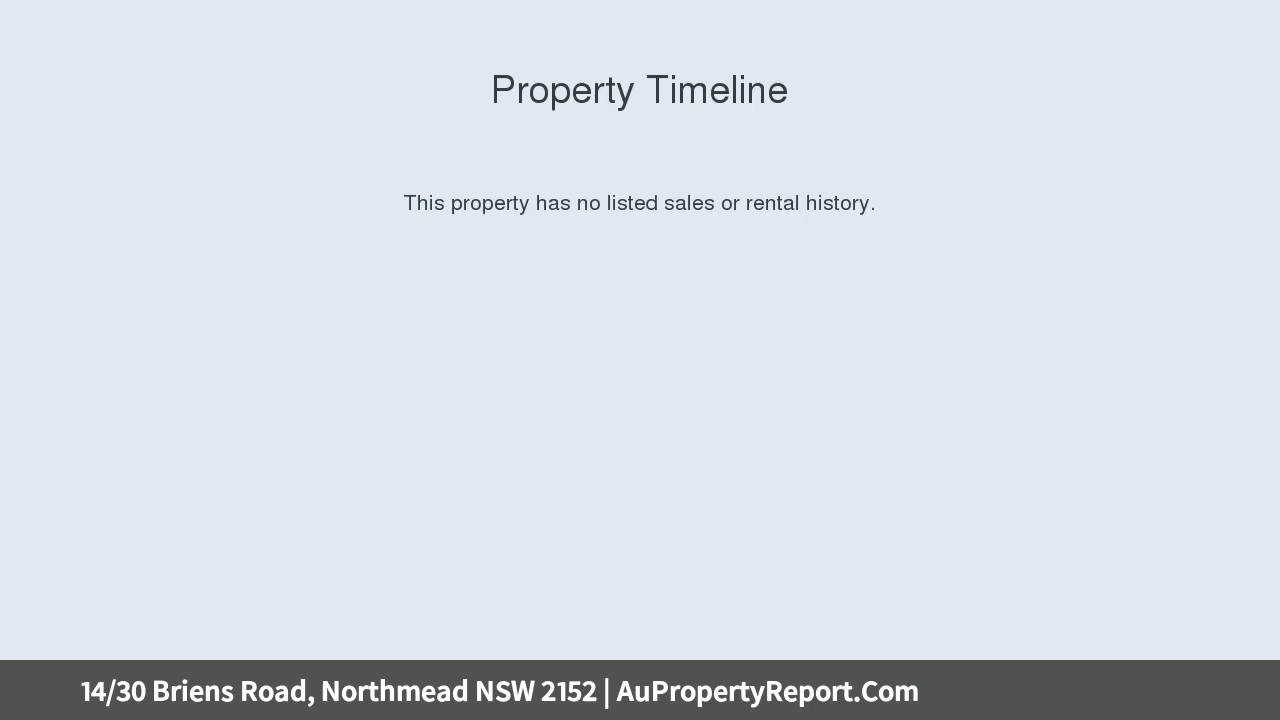 Property Timeline
This property has no listed sales or rental history.
14/30 Briens Road, Northmead NSW 2152 | AuPropertyReport.Com